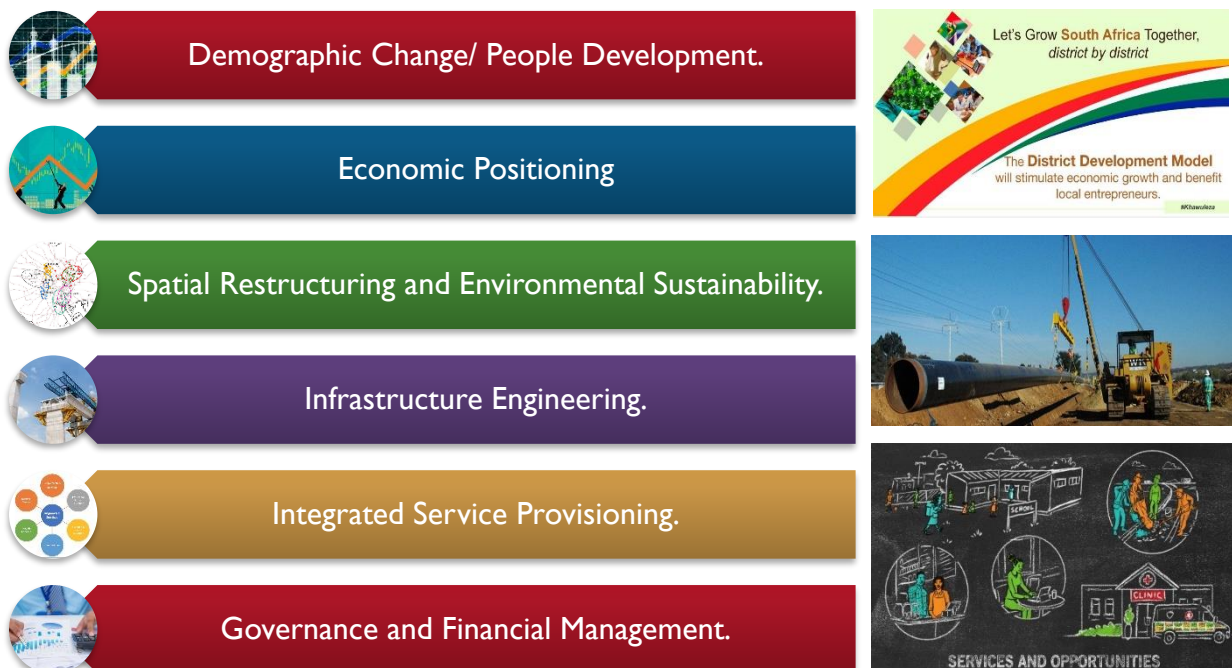 Demographic Change/ People Development.
Economic Positioning
Spatial Restructuring and Environmental Sustainability.
Infrastructure Engineering.
Integrated Service Provisioning.
Governance and Financial Management.
Let's Grow South Africa Together,
district by district
The District Development Model
will stimulate economic growth and benefit
local entrepreneurs.
#Khawuleza
SCHOOL
CLINIC
SERVICES AND OPPORTUNITIES